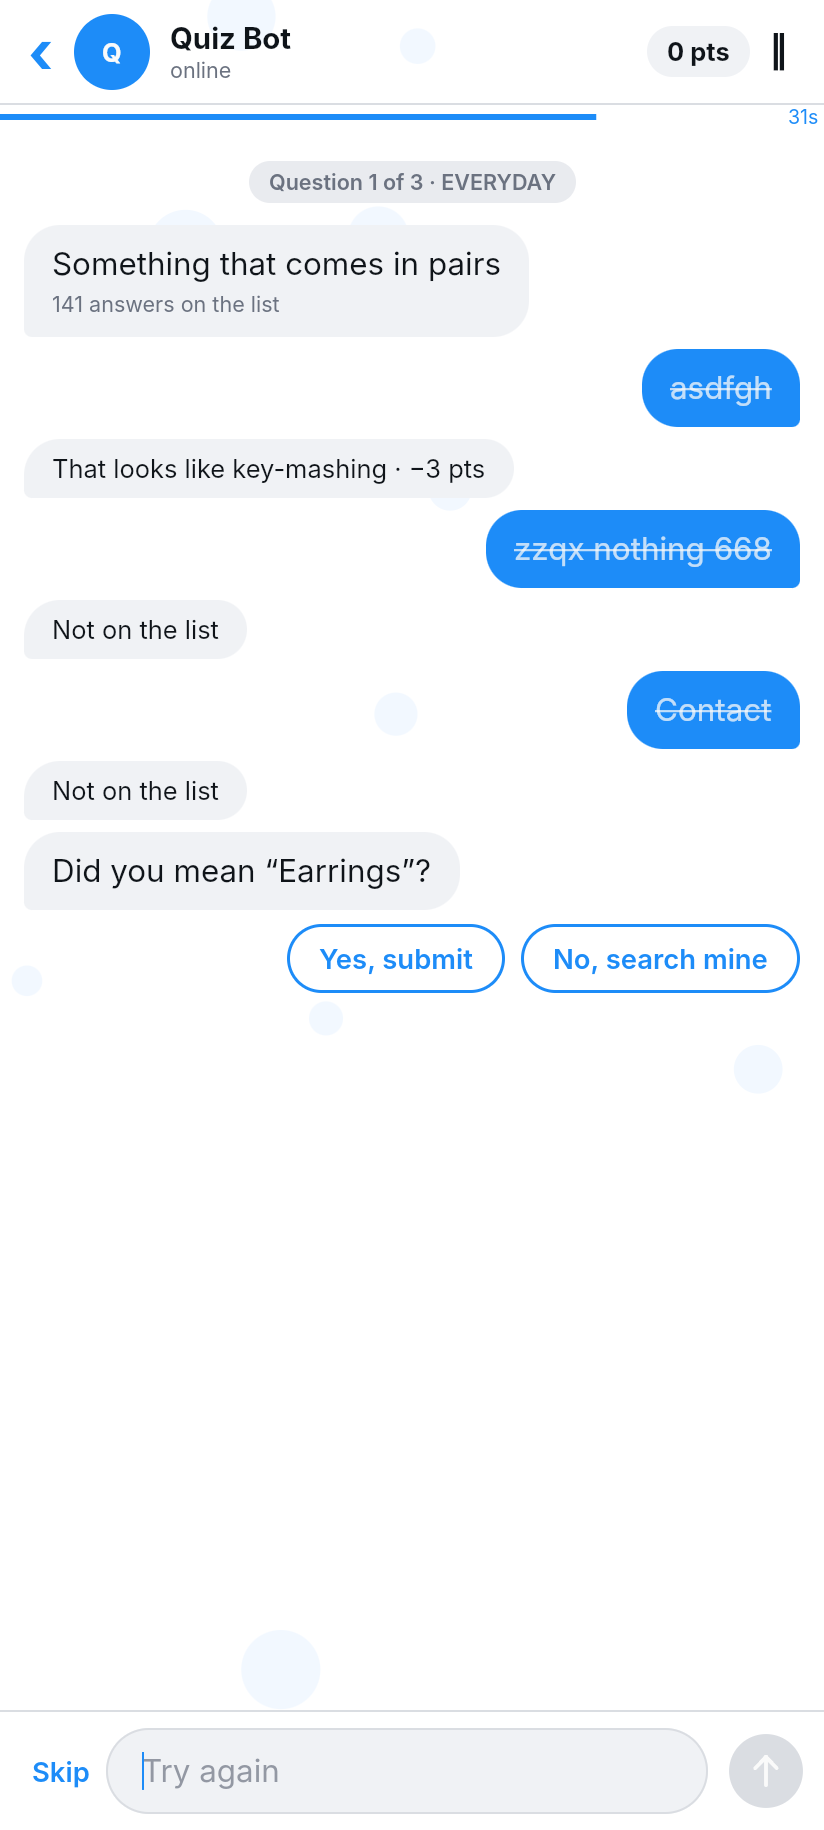 Q
Quiz Bot
online
0 pts
31s
Question 1 of 3 · EVERYDAY
Something that comes in pairs
141 answers on the list
asdfgh
That looks like key-mashing · −3 pts
zzqx nothing 668
Not on the list
Contact
Not on the list
Did you mean “Earrings”?
Yes, submit
No, search mine
Skip
Try again